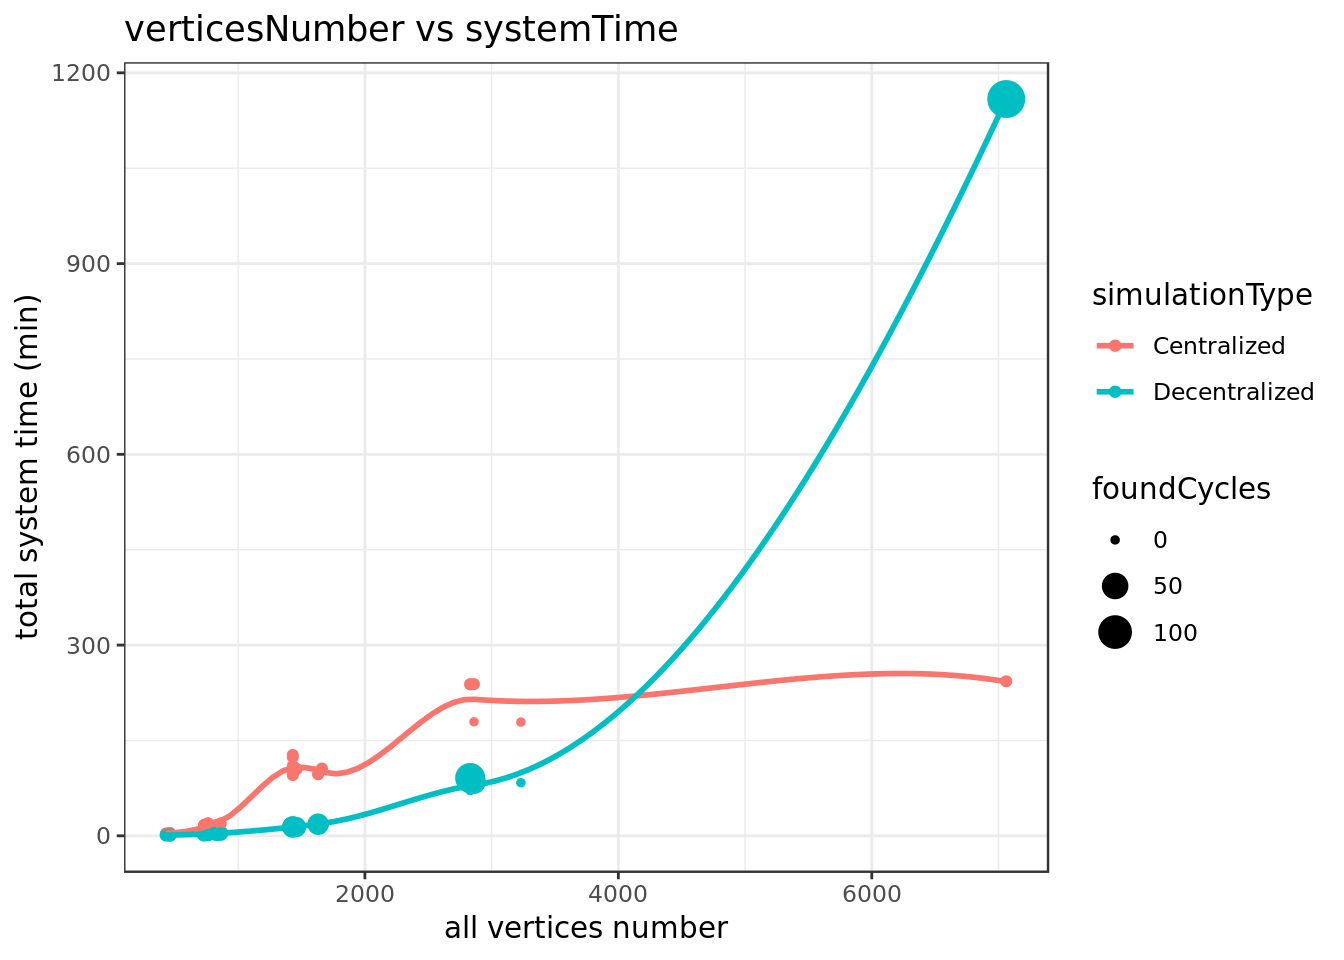 verticesNumber vs systemTime
1200
900
600
300
0
total system time (min)
2000 4000 6000
all vertices number
simulationType
Centralized
Decentralized
foundCycles
0
50
100